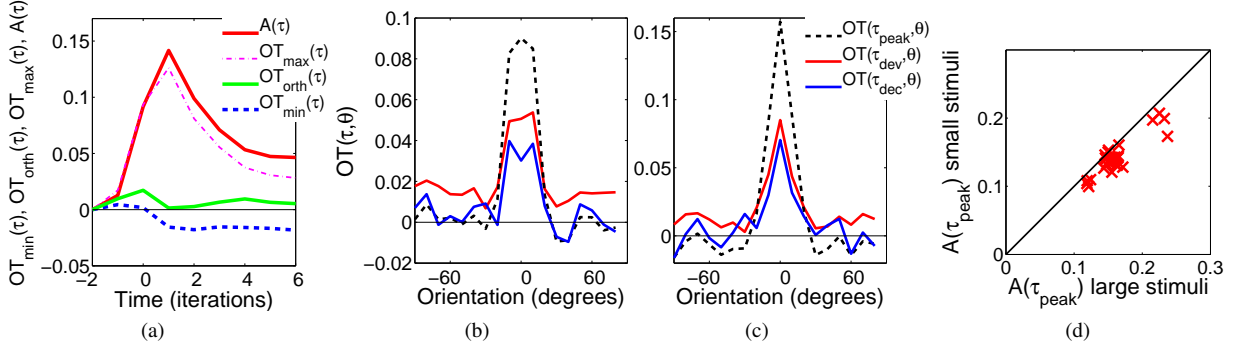 OT_min(τ), OT_orth(τ), OT_max(τ), A(τ)
0.15
0.1
0.05
0
−0.05
−2 0 2 4 6
Time (iterations)
A(τ)
OT_max(τ)
OT_orth(τ)
OT_min(τ)
(a)
OT(τ,θ)
0.1
0.08
0.06
0.04
0.02
0
−0.02
−60 0 60
Orientation (degrees)
(b)
0.15
0.1
0.05
0
−60 0 60
Orientation (degrees)
OT(τ_peak,θ)
OT(τ_dev,θ)
OT(τ_dec,θ)
(c)
A(τ_peak) small stimuli
0.2
0.1
0
0 0.1 0.2 0.3
A(τ_peak) large stimuli
(d)